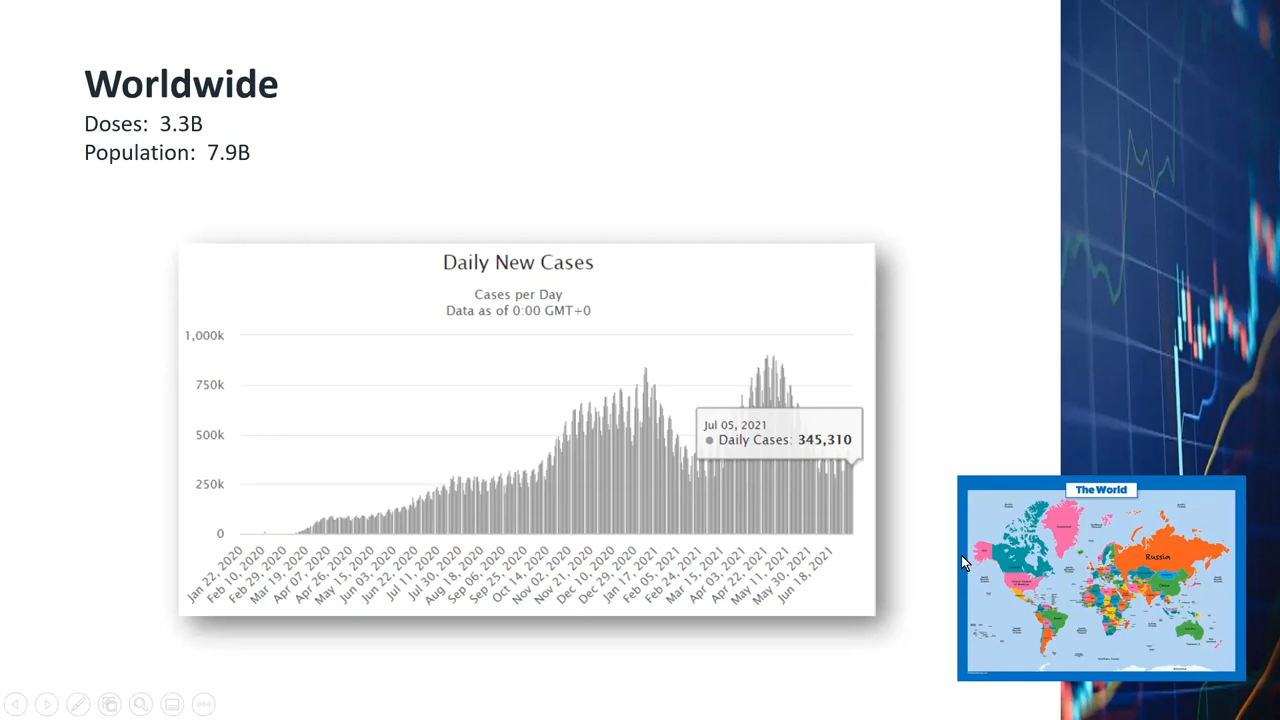 Worldwide
Doses: 3.3B
Population: 7.9B
Daily New Cases
Cases per Day
Data as of 0:00 GMT+0
1,000k
750k
500k
250k
0
Jul 05, 2021
Daily Cases: 345,310
Jan 22, 2020
Feb 10, 2020
Feb 29, 2020
Mar 19, 2020
Apr 07, 2020
Apr 26, 2020
May 15, 2020
Jun 03, 2020
Jun 22, 2020
Jul 11, 2020
Jul 30, 2020
Aug 18, 2020
Sep 06, 2020
Sep 25, 2020
Oct 14, 2020
Nov 02, 2020
Nov 21, 2020
Dec 10, 2020
Dec 29, 2020
Jan 17, 2021
Feb 05, 2021
Feb 24, 2021
Mar 15, 2021
Apr 03, 2021
Apr 22, 2021
May 11, 2021
May 30, 2021
Jun 18, 2021
The World
Russia
China